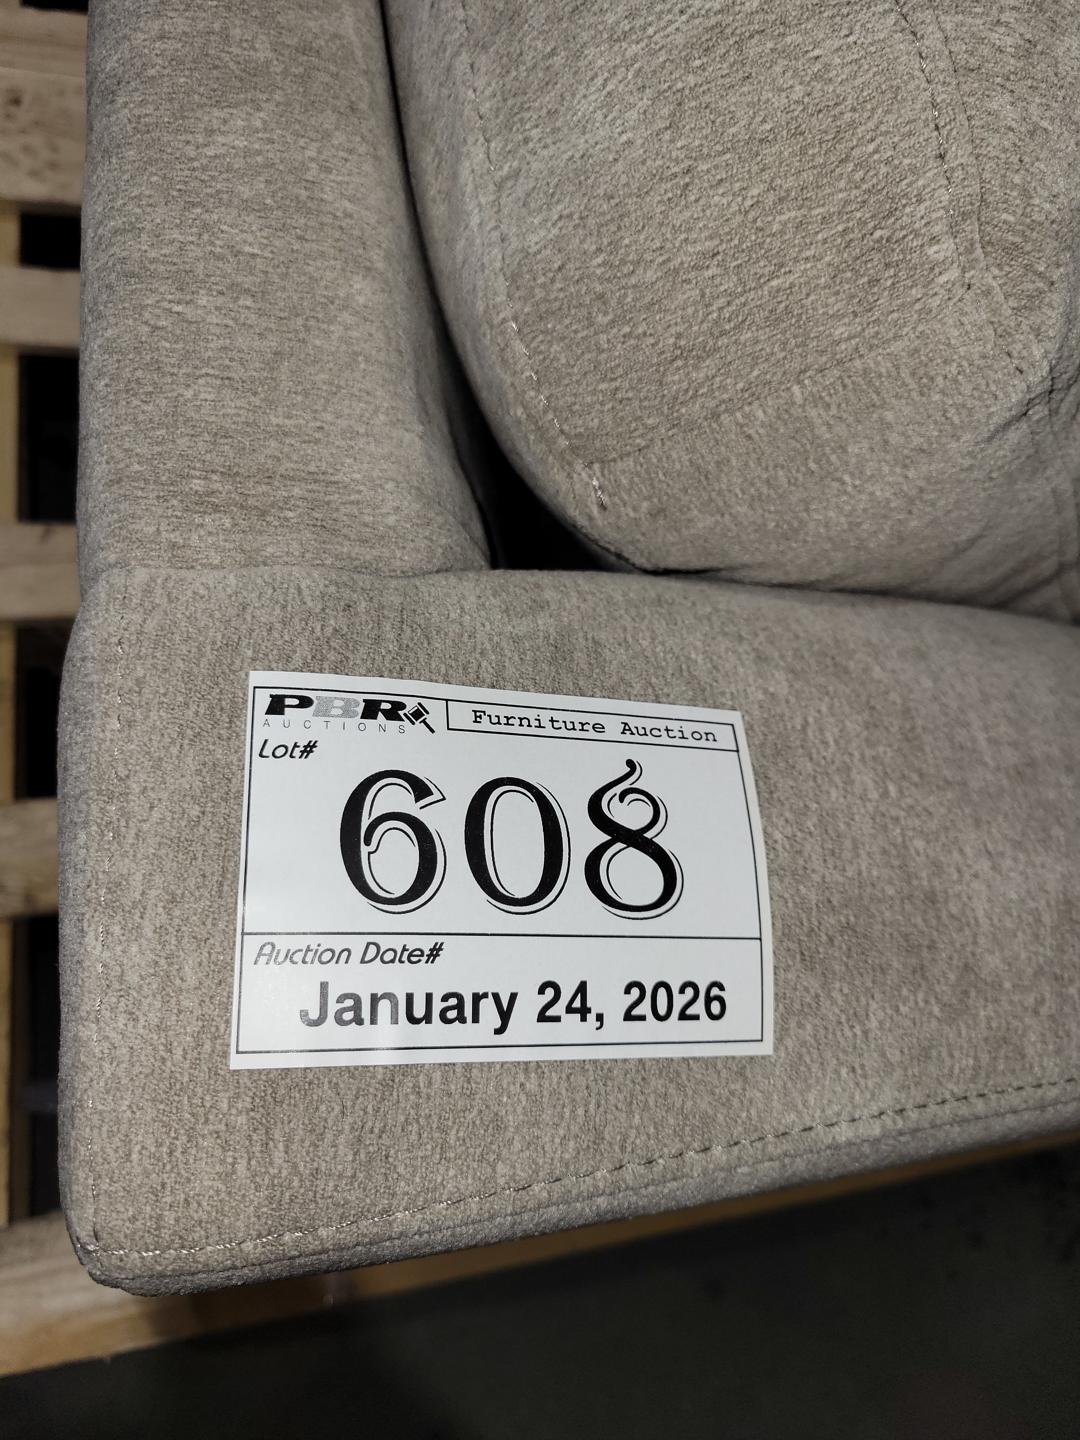 PBR
AUCTIONS
Furniture Auction
Lot#
608
Auction Date#
January 24, 2026